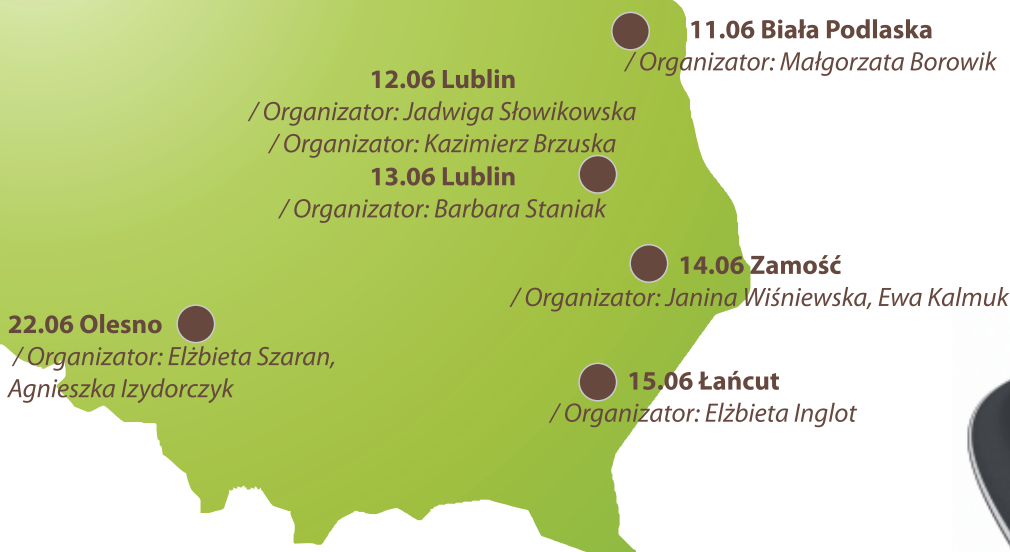 11.06 Biała Podlaska
/ Organizator: Małgorzata Borowik
12.06 Lublin
/ Organizator: Jadwiga Słowikowska
/ Organizator: Kazimierz Brzuska
13.06 Lublin
/ Organizator: Barbara Staniak
14.06 Zamość
/ Organizator: Janina Wiśniewska, Ewa Kalmuk
22.06 Olesno
/ Organizator: Elżbieta Szaran,
Agnieszka Izydorczyk
15.06 Łańcut
/ Organizator: Elżbieta Inglot